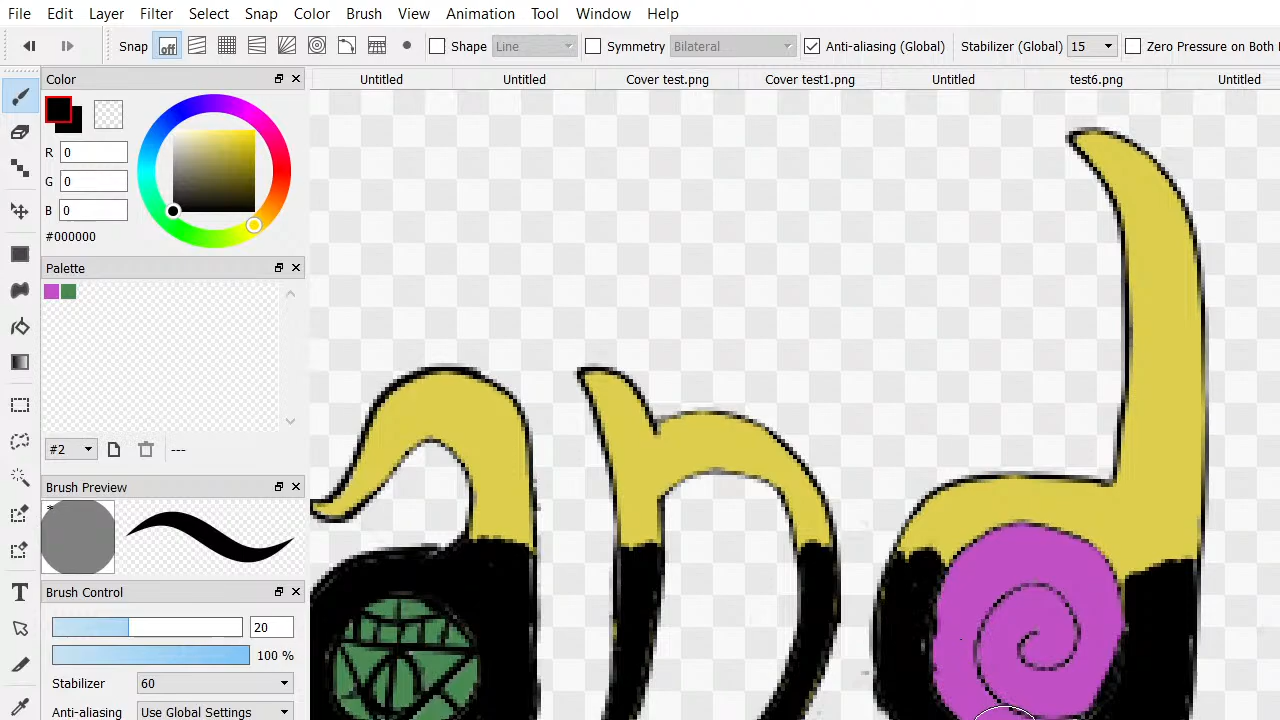 File Edit Layer Filter Select Snap Color Brush View Animation Tool Window Help
Snap off Shape Line Symmetry Bilateral Anti-aliasing (Global) Stabilizer (Global) 15 Zero Pressure on Both
Color
Untitled Untitled Cover test.png Cover test1.png Untitled test6.png Untitled
R 0
G 0
B 0
#000000
Palette
#2 ---
Brush Preview
Brush Control
20
100 %
Stabilizer 60
Antialiasing Use Global Settings
and